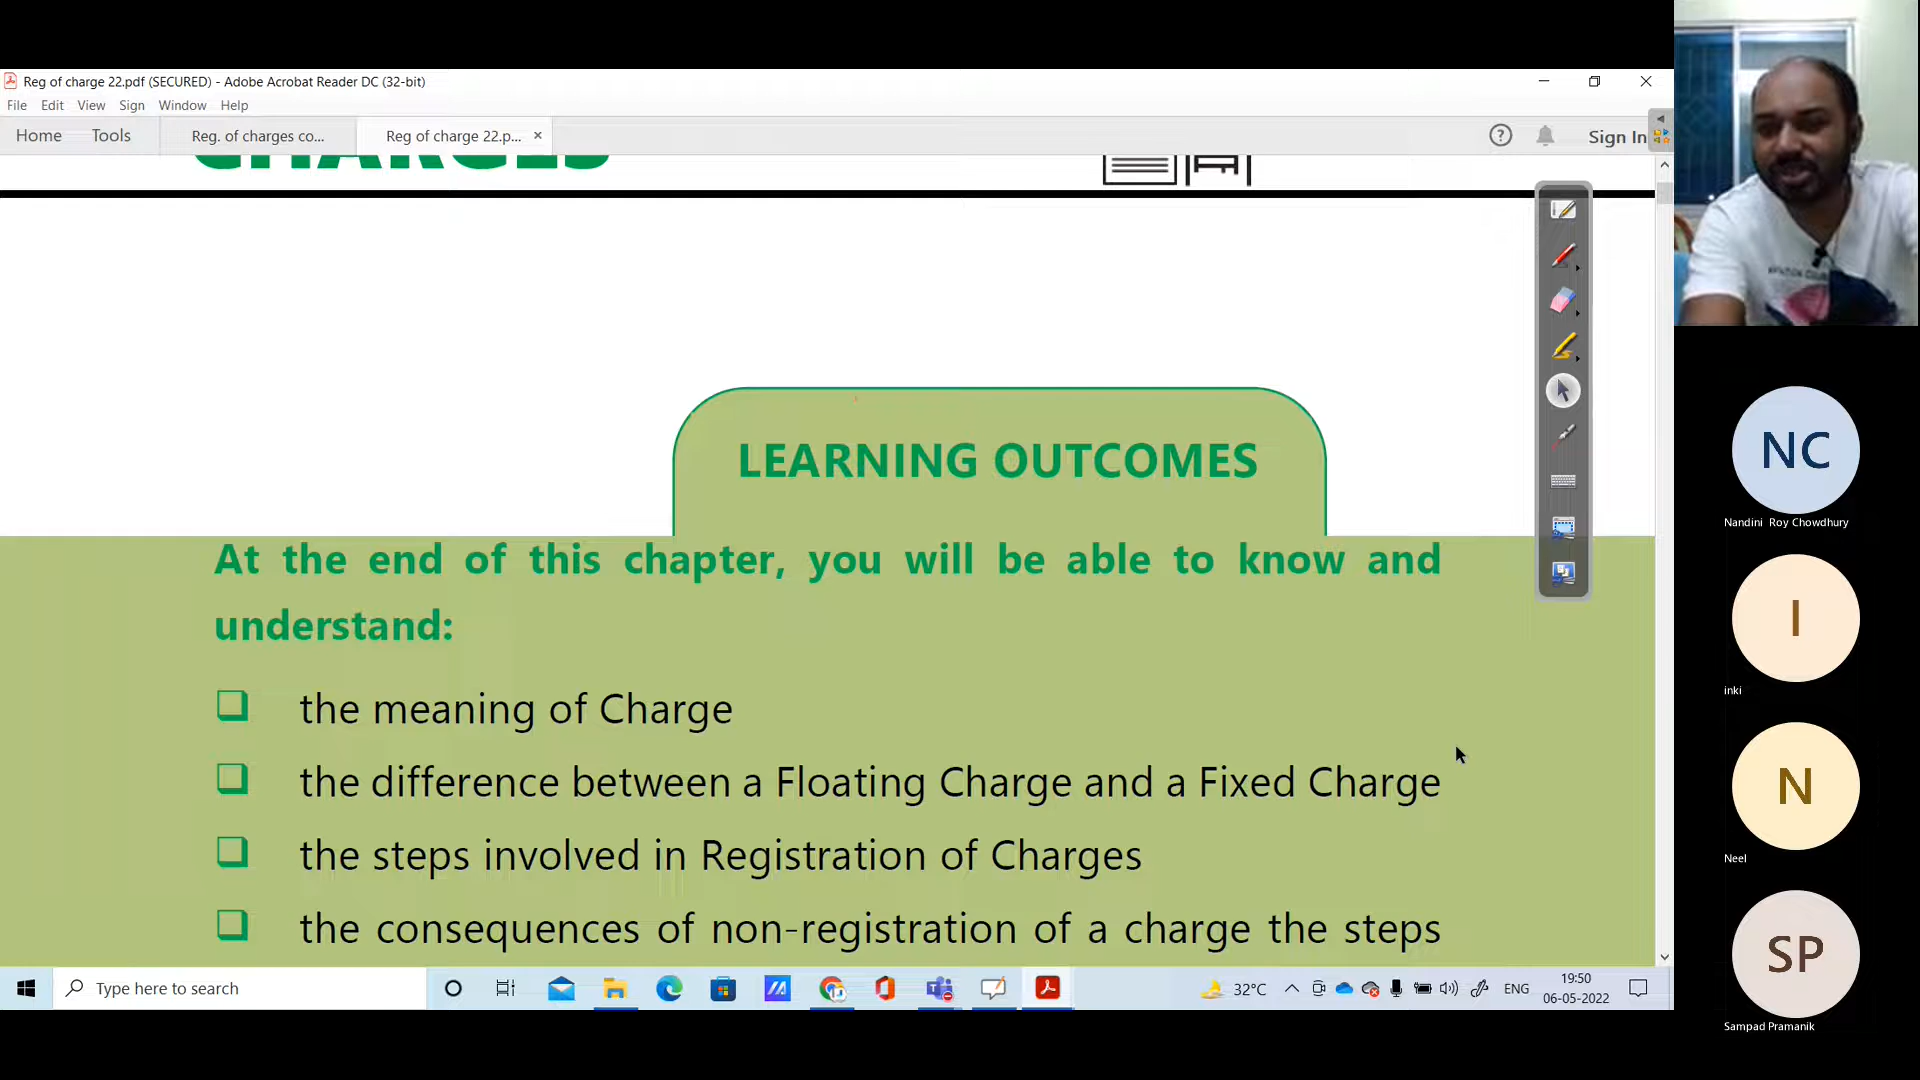 Reg of charge 22.pdf (SECURED) - Adobe Acrobat Reader DC (32-bit)
File Edit View Sign Window Help
Home Tools Reg. of charges co... Reg of charge 22.p... × Sign In
CHARGES
LEARNING OUTCOMES
At the end of this chapter, you will be able to know and
understand:
the meaning of Charge
the difference between a Floating Charge and a Fixed Charge
the steps involved in Registration of Charges
the consequences of non-registration of a charge the steps
Type here to search
32°C
ENG
19:50
06-05-2022
NC
Nandini Roy Chowdhury
I
inki
N
Neel
SP
Sampad Pramanik